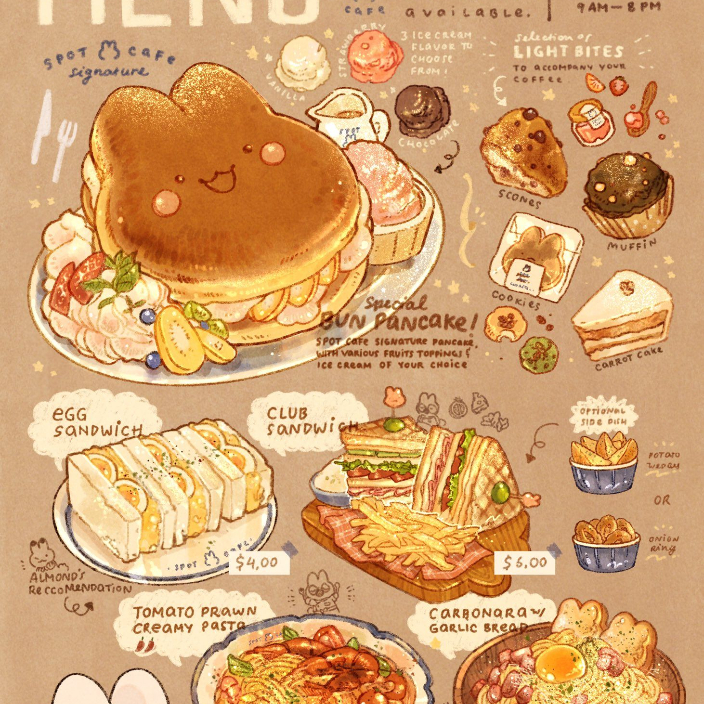 MENU
CAFE
available.
9AM–8PM
SPOT CAFE
signature
VANILLA
STRAWBERRY
3 ICE CREAM
FLAVOR TO
CHOOSE
FROM!
CHOCOLATE
SPOT
Selection of
LIGHT BITES
TO ACCOMPANY YOUR
COFFEE
SCONES
MUFFIN
COOKIES
CARROT CAKE
Special
BUN PANCAKE!
SPOT CAFE SIGNATURE PANCAKE
WITH VARIOUS FRUITS TOPPINGS &
ICE CREAM OF YOUR CHOICE
EGG
SANDWICH
SPOT CAFE
$4,00
ALMOND'S
RECCOMENDATION
CLUB
SANDWICH
$5,00
OPTIONAL
SIDE DISH
POTATO
WEDGES
OR
ONION
RING
TOMATO PRAWN
CREAMY PASTA
CARBONARA W/
GARLIC BREAD